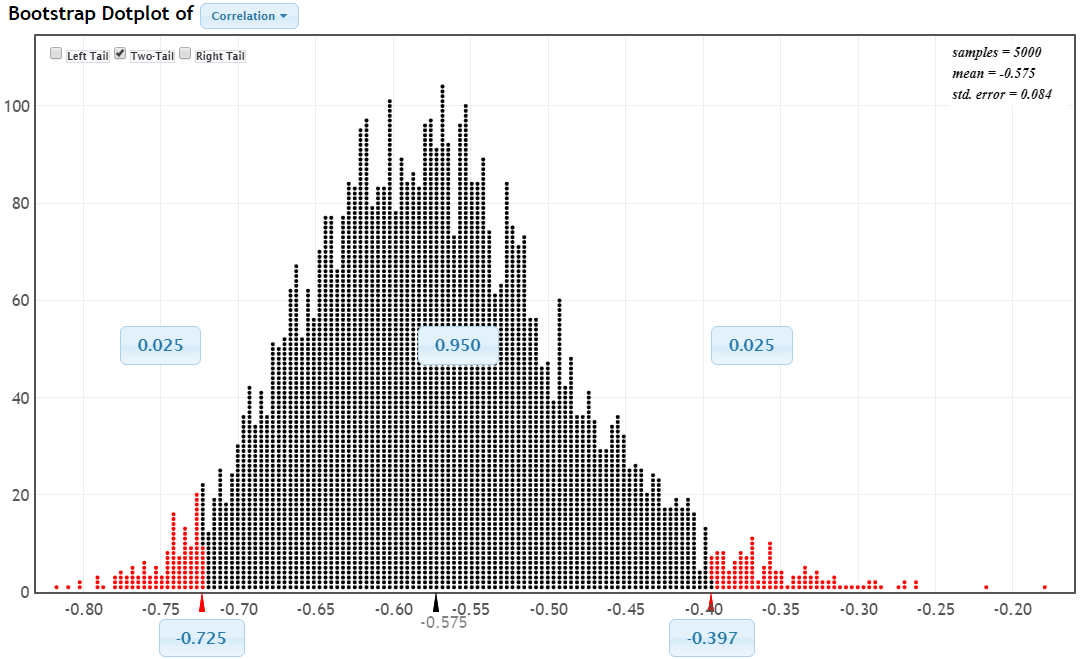 Bootstrap Dotplot of Correlation
Left Tail Two-Tail Right Tail
samples = 5000
mean = -0.575
std. error = 0.084
100
80
60
40
20
0
0.025 0.950 0.025
-0.80 -0.75 -0.70 -0.65 -0.60 -0.55 -0.50 -0.45 -0.40 -0.35 -0.30 -0.25 -0.20
-0.575
-0.725 -0.397